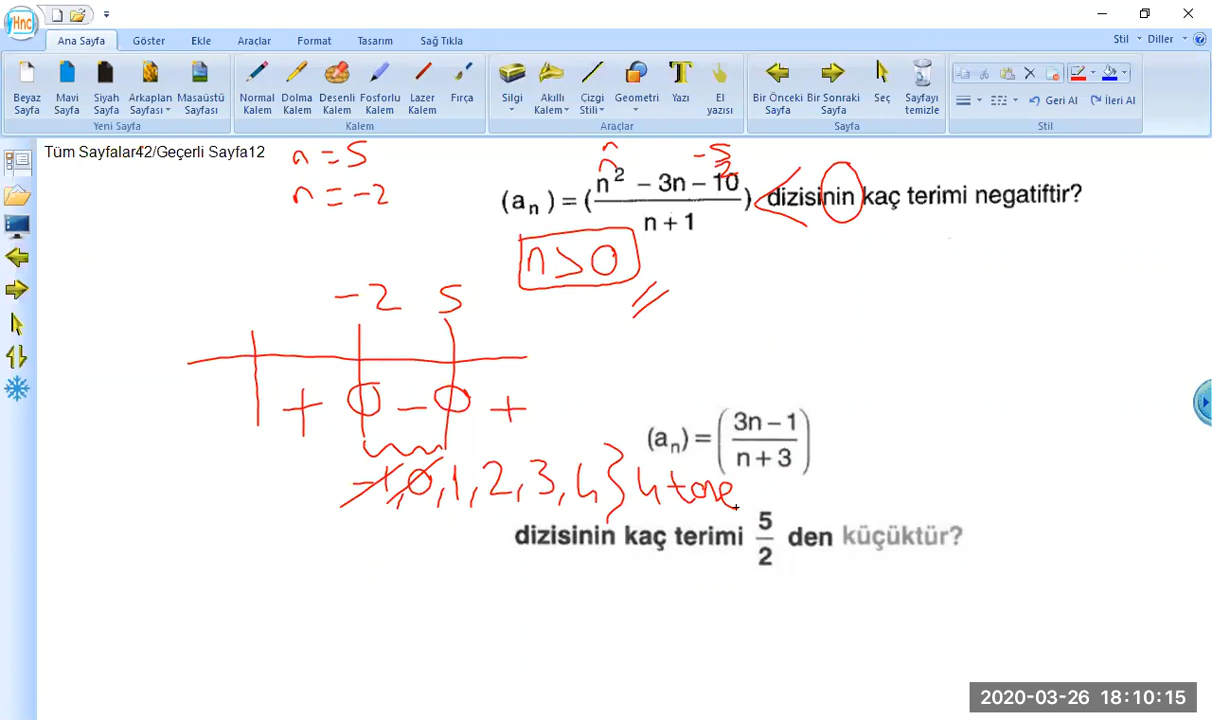 Hnc
Stil Diller
Ana Sayfa Göster Ekle Araçlar Format Tasarım Sağ Tıkla
Beyaz Sayfa Mavi Sayfa Siyah Sayfa Arkaplan Sayfası Masaüstü Sayfası
Normal Kalem Dolma Kalem Desenli Kalem Fosforlu Kalem Lazer Kalem Fırça
Silgi Akıllı Kalem Çizgi Stili Geometri Yazı El yazısı
Bir Önceki Sayfa Bir Sonraki Sayfa Seç Sayfayı temizle
Geri Al İleri Al
Yeni Sayfa Kalem Araçlar Sayfa Stil
Tüm Sayfalar42/Geçerli Sayfa12
n = 5
n = -2
n -5
n 2
(aₙ) = (n² − 3n − 10 / n + 1) < dizisinin kaç terimi negatiftir?
n > 0
-2 5
+ 0 - 0 +
(aₙ) = (3n − 1 / n + 3)
-1, 0, 1, 2, 3, 4 } 4 tane
dizisinin kaç terimi 5/2 den küçüktür?
2020-03-26 18:10:15